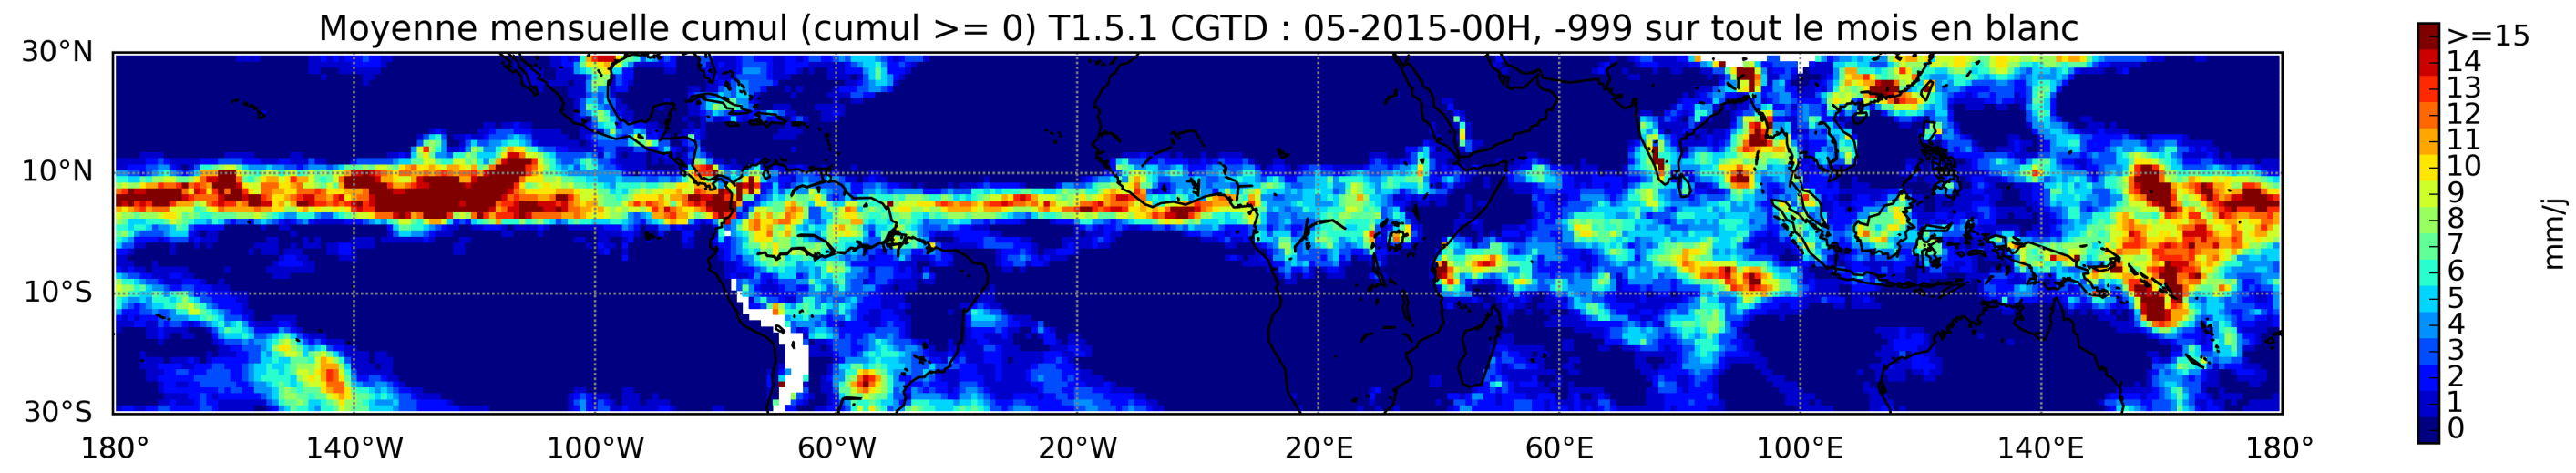 Moyenne mensuelle cumul (cumul >= 0) T1.5.1 CGTD : 05-2015-00H, -999 sur tout le mois en blanc
30°N
10°N
10°S
30°S
180° 140°W 100°W 60°W 20°W 20°E 60°E 100°E 140°E 180°
>=15
14
13
12
11
10
9
8
7
6
5
4
3
2
1
0
mm/j